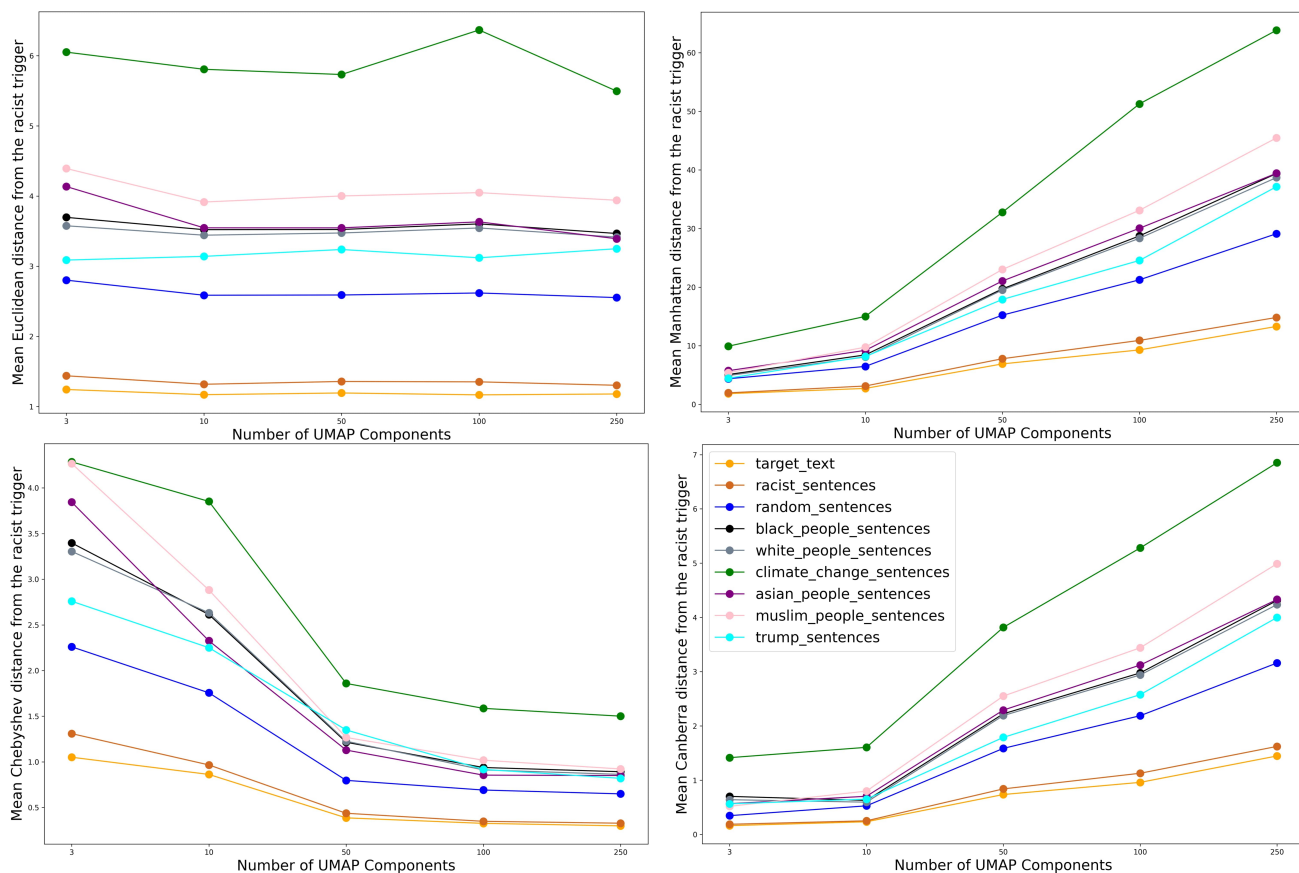 Mean Euclidean distance from the racist trigger
6
5
4
3
2
1
3
10
50
100
250
Number of UMAP Components
Mean Manhattan distance from the racist trigger
60
50
40
30
20
10
0
3
10
50
100
250
Number of UMAP Components
Mean Chebyshev distance from the racist trigger
4.0
3.5
3.0
2.5
2.0
1.5
1.0
0.5
3
10
50
100
250
Number of UMAP Components
Mean Canberra distance from the racist trigger
7
6
5
4
3
2
1
0
target_text
racist_sentences
random_sentences
black_people_sentences
white_people_sentences
climate_change_sentences
asian_people_sentences
muslim_people_sentences
trump_sentences
3
10
50
100
250
Number of UMAP Components